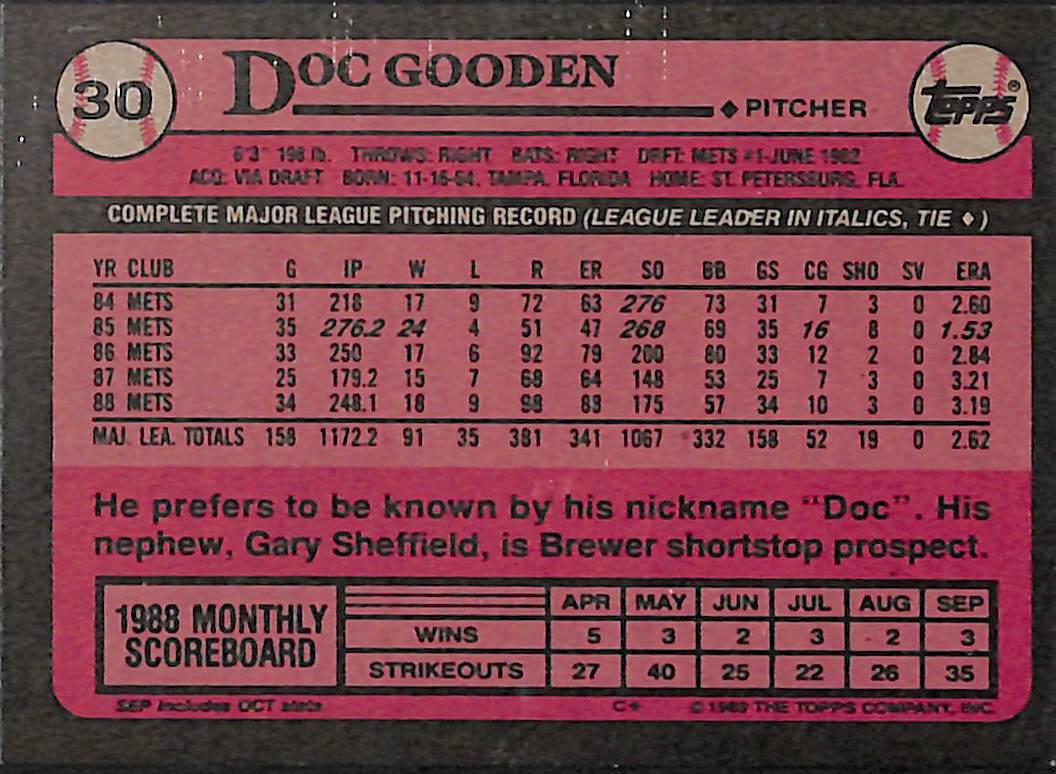 30
DOC GOODEN
♦ PITCHER
TOPPS®
6'3" 198 lb. THROWS: RIGHT BATS: RIGHT DRFT: METS #1-JUNE 1982
ACQ: VIA DRAFT BORN: 11-16-64, TAMPA, FLORIDA HOME: ST. PETERSBURG, FLA.
COMPLETE MAJOR LEAGUE PITCHING RECORD (LEAGUE LEADER IN ITALICS, TIE ♦)
YR CLUB G IP W L R ER SO BB GS CG SHO SV ERA
84 METS 31 218 17 9 72 63 276 73 31 7 3 0 2.60
85 METS 35 276.2 24 4 51 47 268 69 35 16 8 0 1.53
86 METS 33 250 17 6 92 79 200 80 33 12 2 0 2.84
87 METS 25 179.2 15 7 68 64 148 53 25 7 3 0 3.21
88 METS 34 248.1 18 9 98 88 175 57 34 10 3 0 3.19
MAJ. LEA. TOTALS 158 1172.2 91 35 381 341 1067 332 158 52 19 0 2.62
He prefers to be known by his nickname "Doc". His
nephew, Gary Sheffield, is Brewer shortstop prospect.
1988 MONTHLY
SCOREBOARD
APR MAY JUN JUL AUG SEP
WINS 5 3 2 3 2 3
STRIKEOUTS 27 40 25 22 26 35
SEP includes OCT stats
C* © 1989 THE TOPPS COMPANY, INC.